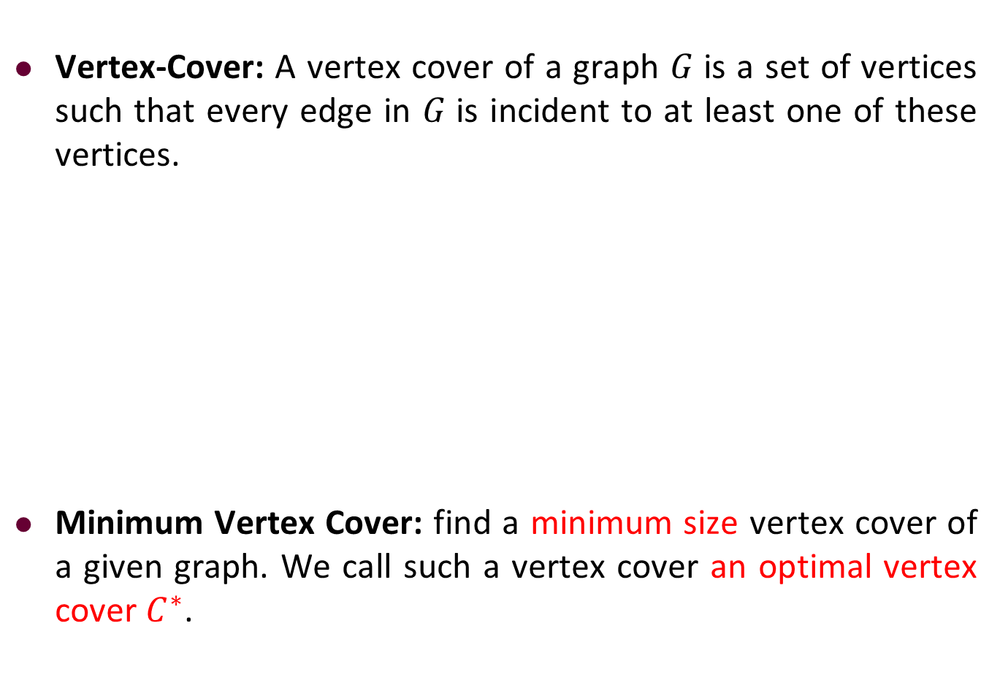 ● Vertex-Cover: A vertex cover of a graph 𝐺 is a set of vertices
such that every edge in 𝐺 is incident to at least one of these
vertices.
● Minimum Vertex Cover: find a minimum size vertex cover of
a given graph. We call such a vertex cover an optimal vertex
cover 𝐶*.